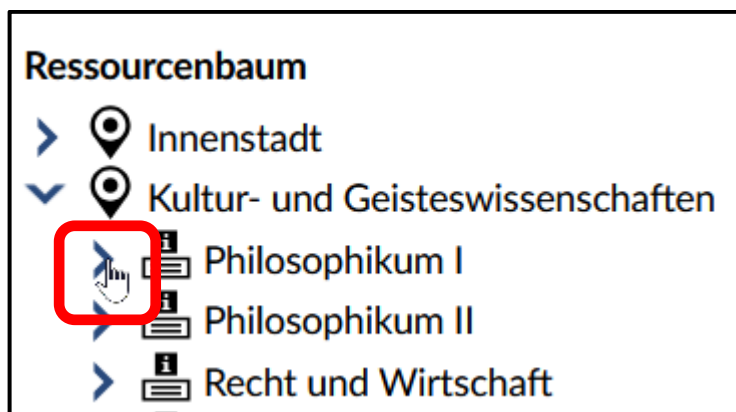 Ressourcenbaum
Innenstadt
Kultur- und Geisteswissenschaften
Philosophikum I
Philosophikum II
Recht und Wirtschaft